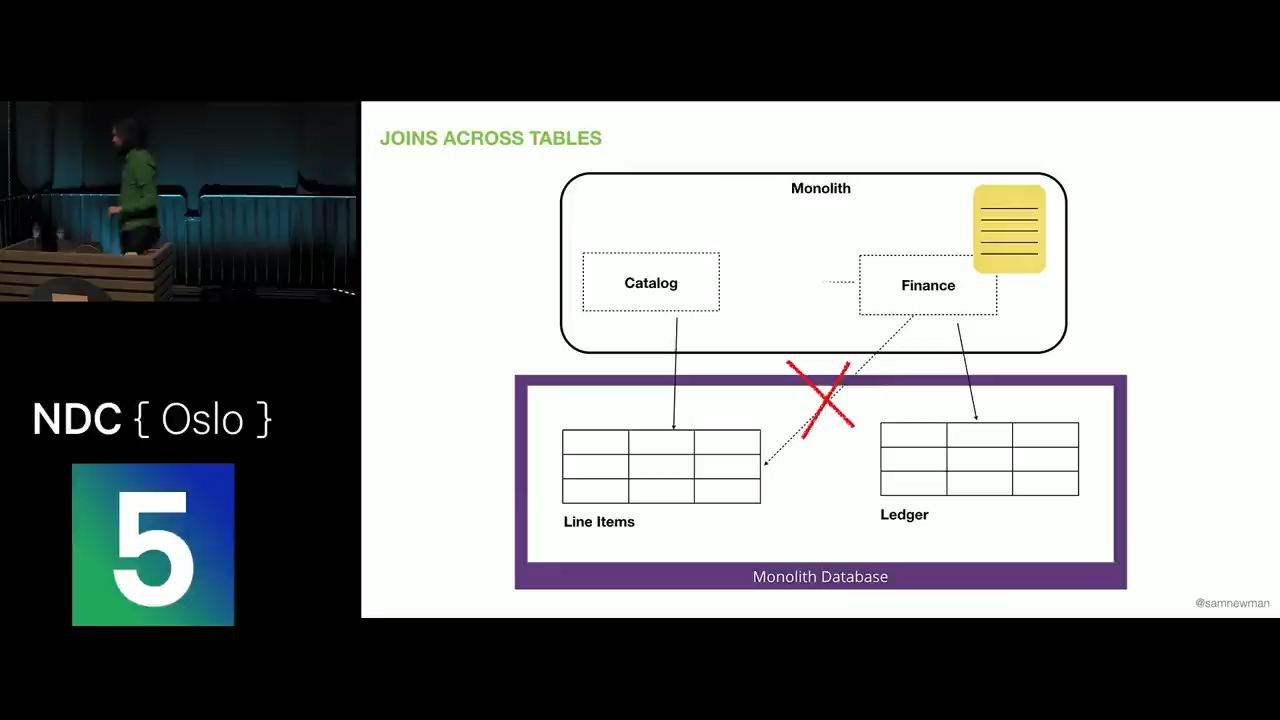 JOINS ACROSS TABLES
Monolith
Catalog
Finance
Line Items
Ledger
Monolith Database
@samnewman
NDC { Oslo }
5